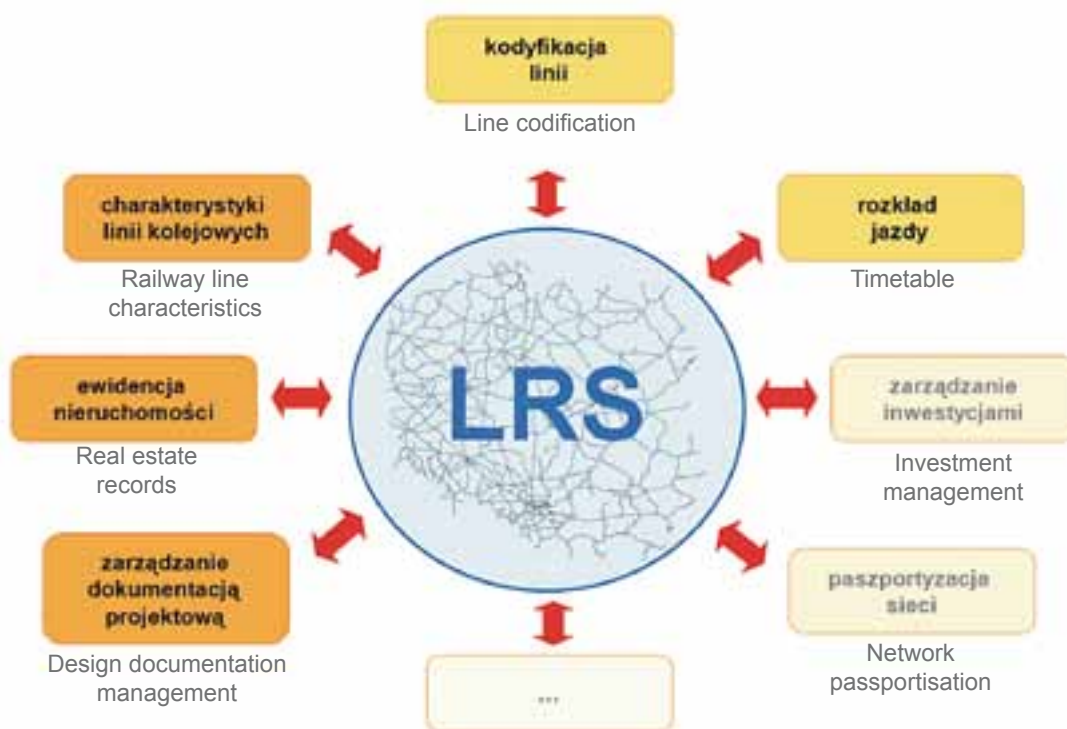 kodyfikacja
linii
Line codification
charakterystyki
linii kolejowych
Railway line
characteristics
rozkład
jazdy
Timetable
LRS
ewidencja
nieruchomości
Real estate
records
zarządzanie
inwestycjami
Investment
management
zarządzanie
dokumentacją
projektową
Design documentation
management
paszportyzacja
sieci
Network
passportisation
...